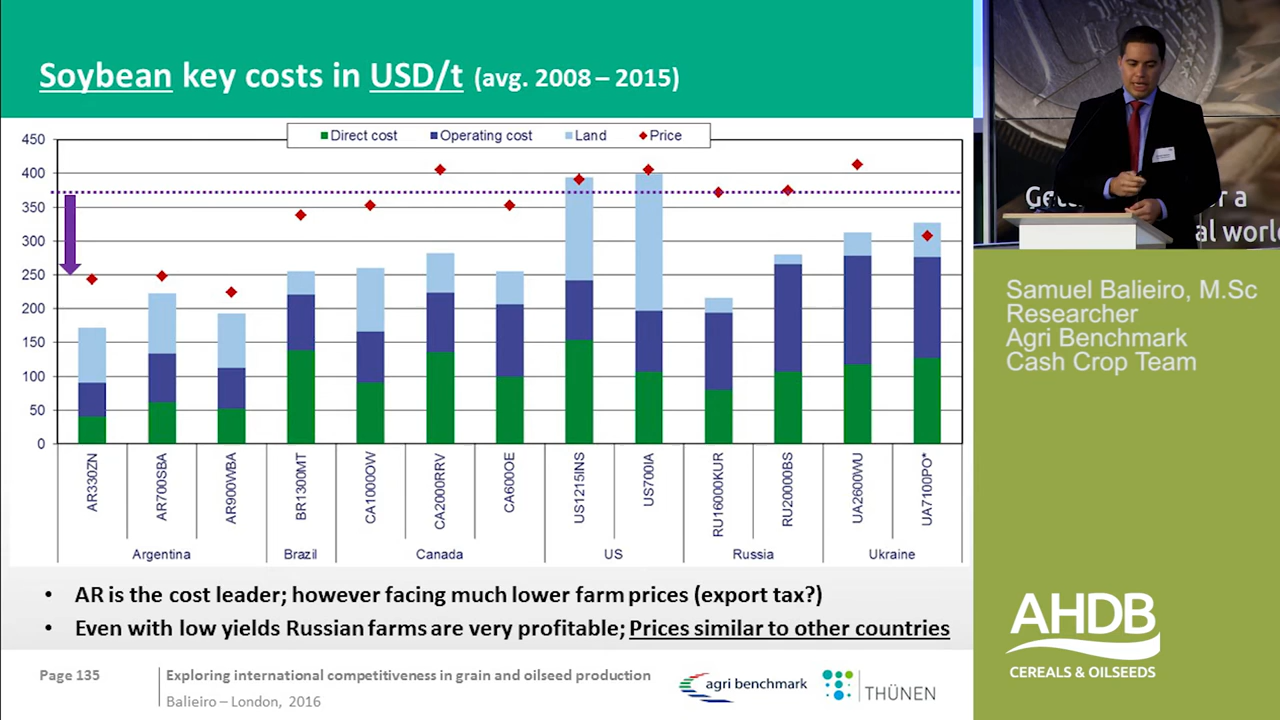 Soybean key costs in USD/t (avg. 2008 – 2015)
Direct cost Operating cost Land Price
450
400
350
300
250
200
150
100
50
0
AR330ZN
AR700SBA
AR900WBA
BR1300MT
CA1000OW
CA2000RRV
CA600OE
US1215INS
US700IA
RU16000KUR
RU20000BS
UA2600WU
UA7100PO*
Argentina Brazil Canada US Russia Ukraine
• AR is the cost leader; however facing much lower farm prices (export tax?)
• Even with low yields Russian farms are very profitable; Prices similar to other countries
Page 135
Exploring international competitiveness in grain and oilseed production
Balieiro – London, 2016
agri benchmark
THÜNEN
r a
al worl
Samuel Balieiro, M.Sc
Researcher
Agri Benchmark
Cash Crop Team
AHDB
CEREALS & OILSEEDS